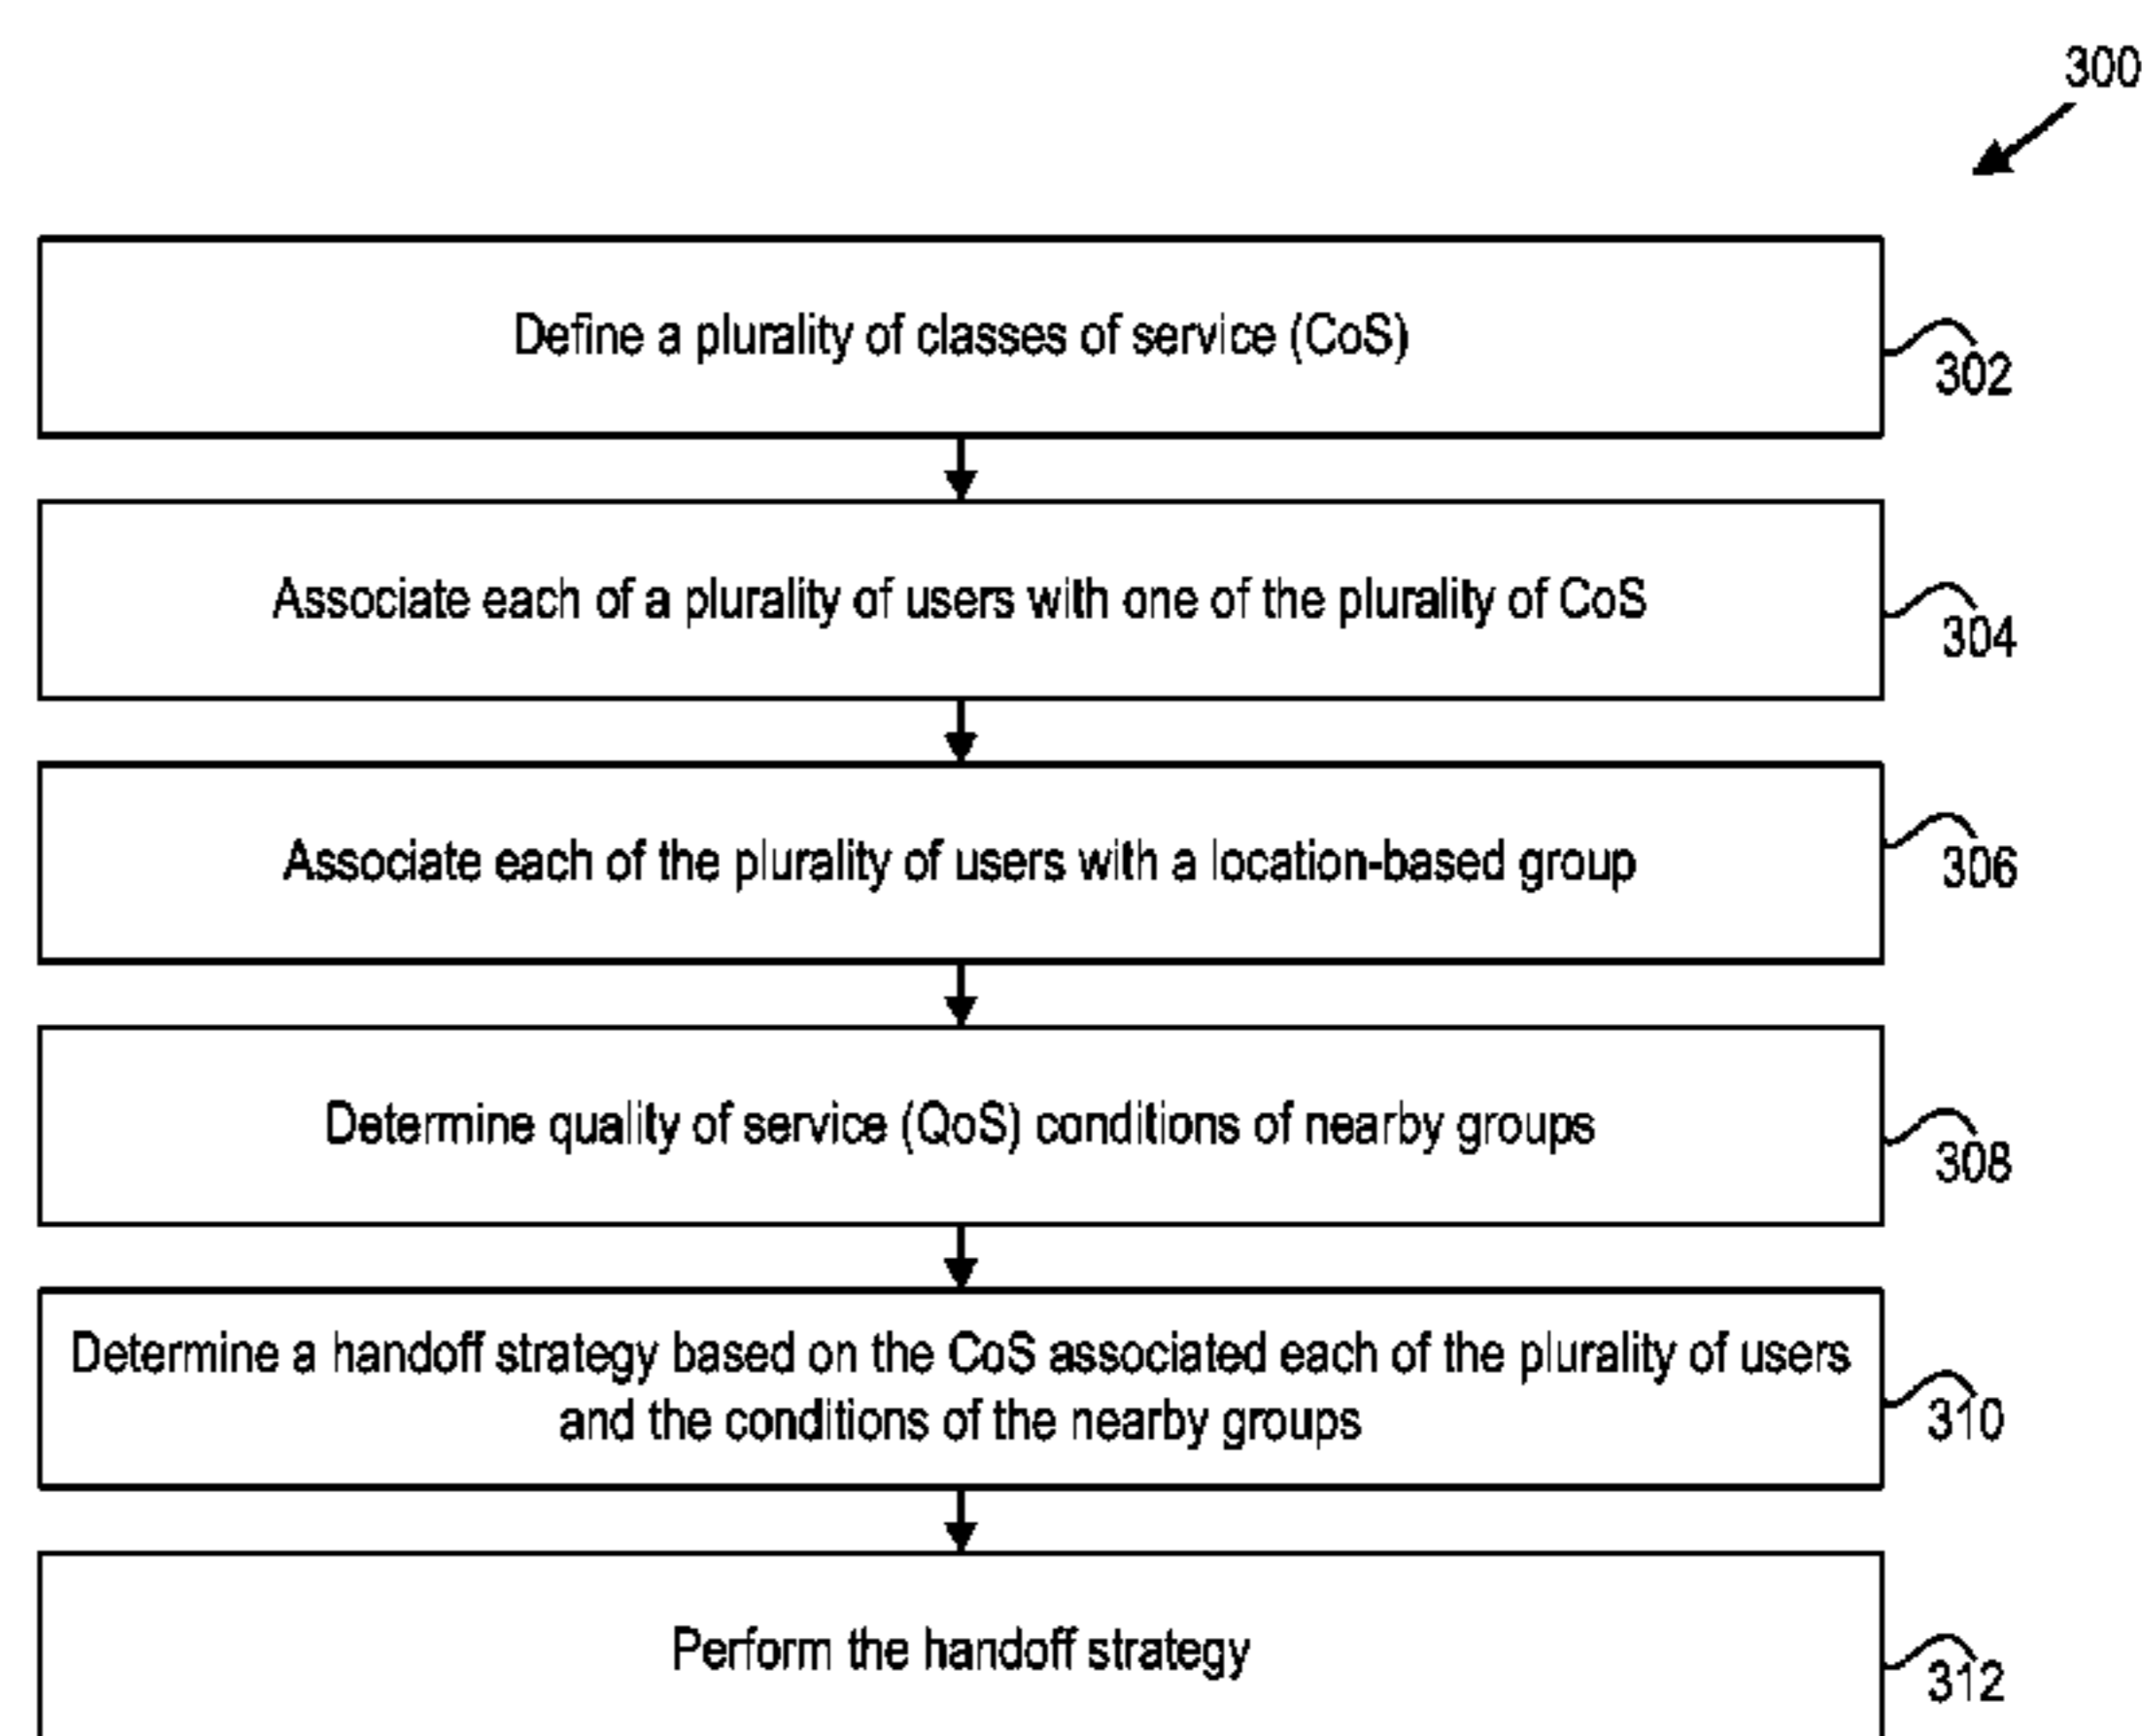 300
Define a plurality of classes of service (CoS)
302
Associate each of a plurality of users with one of the plurality of CoS
304
Associate each of the plurality of users with a location-based group
306
Determine quality of service (QoS) conditions of nearby groups
308
Determine a handoff strategy based on the CoS associated each of the plurality of users
and the conditions of the nearby groups
310
Perform the handoff strategy
312